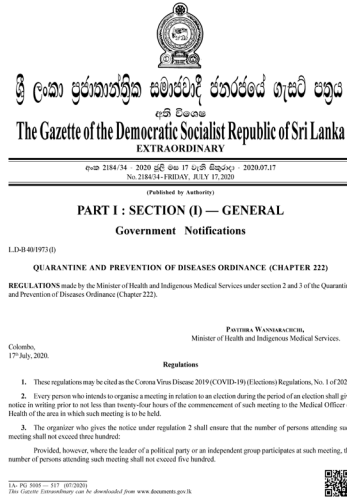 ශ්‍රී ලංකා ප්‍රජාතාන්ත්‍රික සමාජවාදී ජනරජයේ ගැසට් පත්‍රය
අති විශෙෂ
The Gazette of the Democratic Socialist Republic of Sri Lanka
EXTRAORDINARY
අංක 2184/34 - 2020 ජූලි මස 17 වැනි සිකුරාදා - 2020.07.17
No. 2184/34 - FRIDAY, JULY 17, 2020
(Published by Authority)
PART I : SECTION (I) — GENERAL
Government Notifications
L.D-B 40/1973 (I)
QUARANTINE AND PREVENTION OF DISEASES ORDINANCE (CHAPTER 222)
REGULATIONS made by the Minister of Health and Indigenous Medical Services under section 2 and 3 of the Quaranti
and Prevention of Diseases Ordinance (Chapter 222).
PAVITHRA WANNIARACHCHI,
Minister of Health and Indigenous Medical Services.
Colombo,
17th July, 2020.
Regulations
1. These regulations may be cited as the Corona Virus Disease 2019 (COVID-19) (Elections) Regulations, No. 1 of 202
2. Every person who intends to organise a meeting in relation to an election during the period of an election shall gi
notice in writing prior to not less than twenty-four hours of the commencement of such meeting to the Medical Officer
Health of the area in which such meeting is to be held.
3. The organizer who gives the notice under regulation 2 shall ensure that the number of persons attending su
meeting shall not exceed three hundred:
Provided, however, where the leader of a political party or an independent group participates at such meeting, t
number of persons attending such meeting shall not exceed five hundred.
1A- PG 5005 — 517 (07/2020)
This Gazette Extraordinary can be downloaded from www.documents.gov.lk